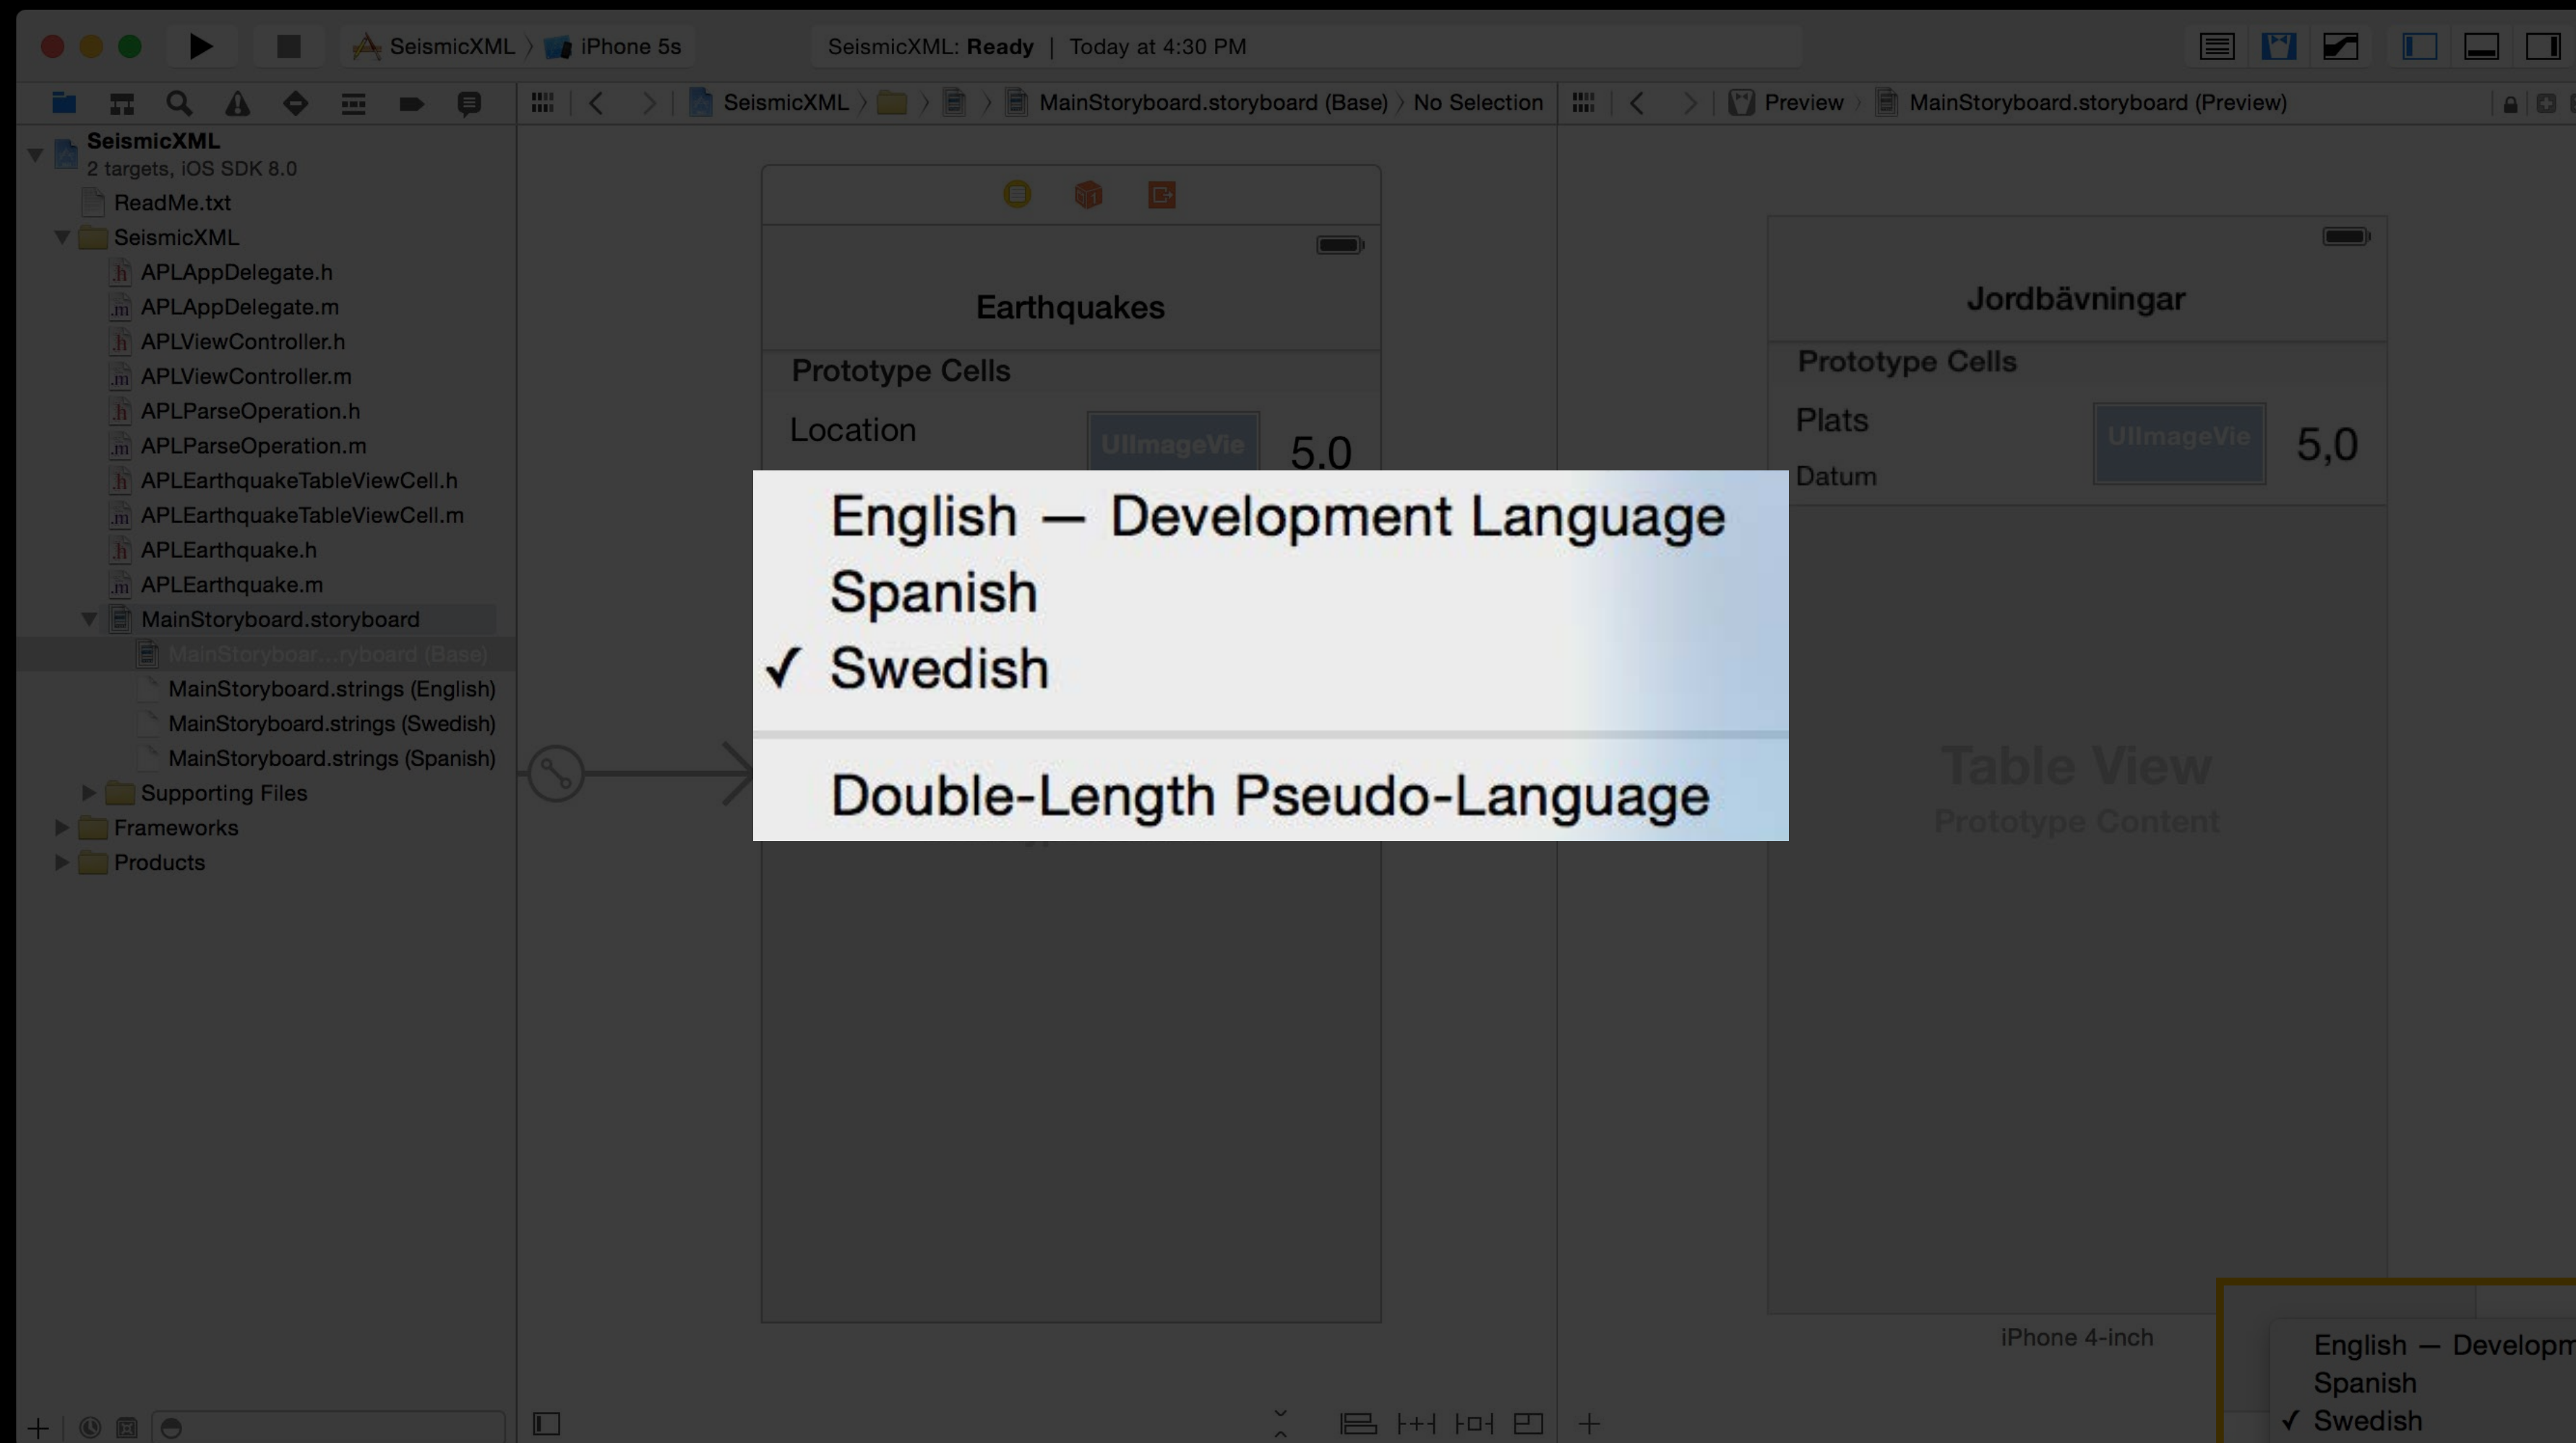 SeismicXML iPhone 5s
SeismicXML: Ready | Today at 4:30 PM
SeismicXML MainStoryboard.storyboard (Base) No Selection
Preview MainStoryboard.storyboard (Preview)
SeismicXML
2 targets, iOS SDK 8.0
ReadMe.txt
SeismicXML
APLAppDelegate.h
APLAppDelegate.m
APLViewController.h
APLViewController.m
APLParseOperation.h
APLParseOperation.m
APLEarthquakeTableViewCell.h
APLEarthquakeTableViewCell.m
APLEarthquake.h
APLEarthquake.m
MainStoryboard.storyboard
MainStoryboar...ryboard (Base)
MainStoryboard.strings (English)
MainStoryboard.strings (Swedish)
MainStoryboard.strings (Spanish)
Supporting Files
Frameworks
Products
Earthquakes
Prototype Cells
Location
UIImageVie
5.0
English — Development Language
Spanish
✓ Swedish
Double-Length Pseudo-Language
Jordbävningar
Prototype Cells
Plats
UIImageVie
5,0
Datum
Table View
Prototype Content
iPhone 4-inch
English — Developm
Spanish
✓ Swedish